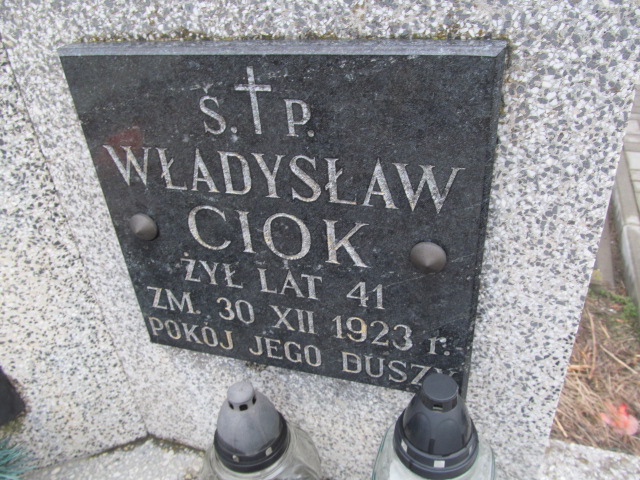 Ś. P.
WŁADYSŁAW
CIOK
ŻYŁ LAT 41
ZM. 30 XII 1923 r.
POKÓJ JEGO DUSZY